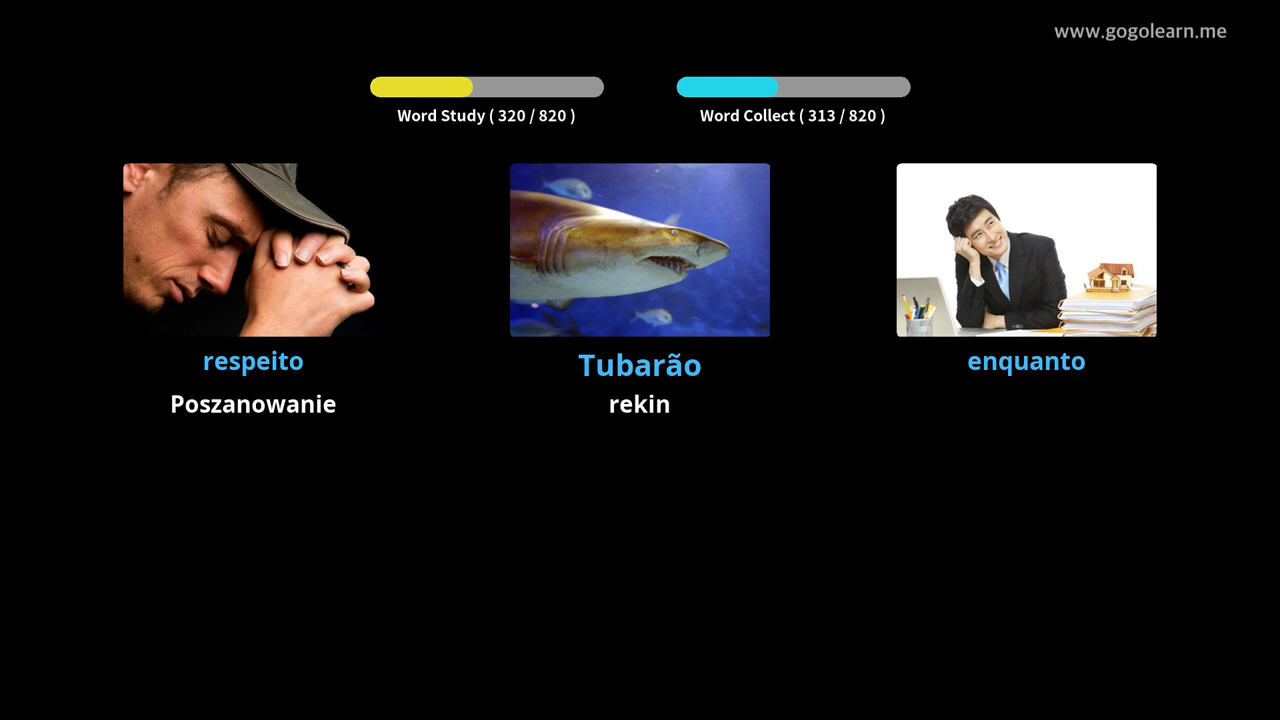 www.gogolearn.me
Word Study ( 320 / 820 )
Word Collect ( 313 / 820 )
respeito
Tubarão
enquanto
Poszanowanie
rekin